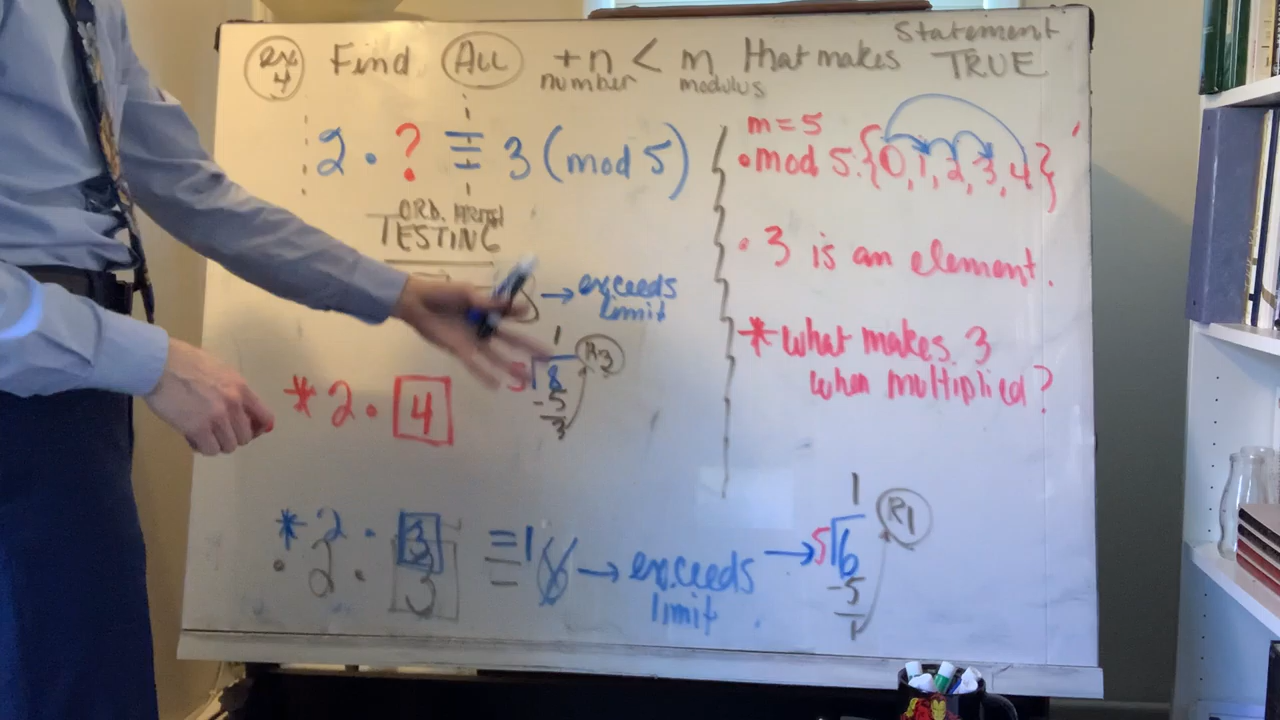 Ex 4 Find All +n < m that makes Statement TRUE
number modulus
2 · ? ≡ 3 (mod 5)
TESTING
→ exceeds limit
* 2 · 4
1 R3
5 8
-5
3
* 2 · 3 = 1 6 → exceeds limit. →
· 2 · 3 =
1 R1
5 6
-5
1
m = 5
• mod 5: {0, 1, 2, 3, 4}
• 3 is an element.
* What makes 3
when multiplied?